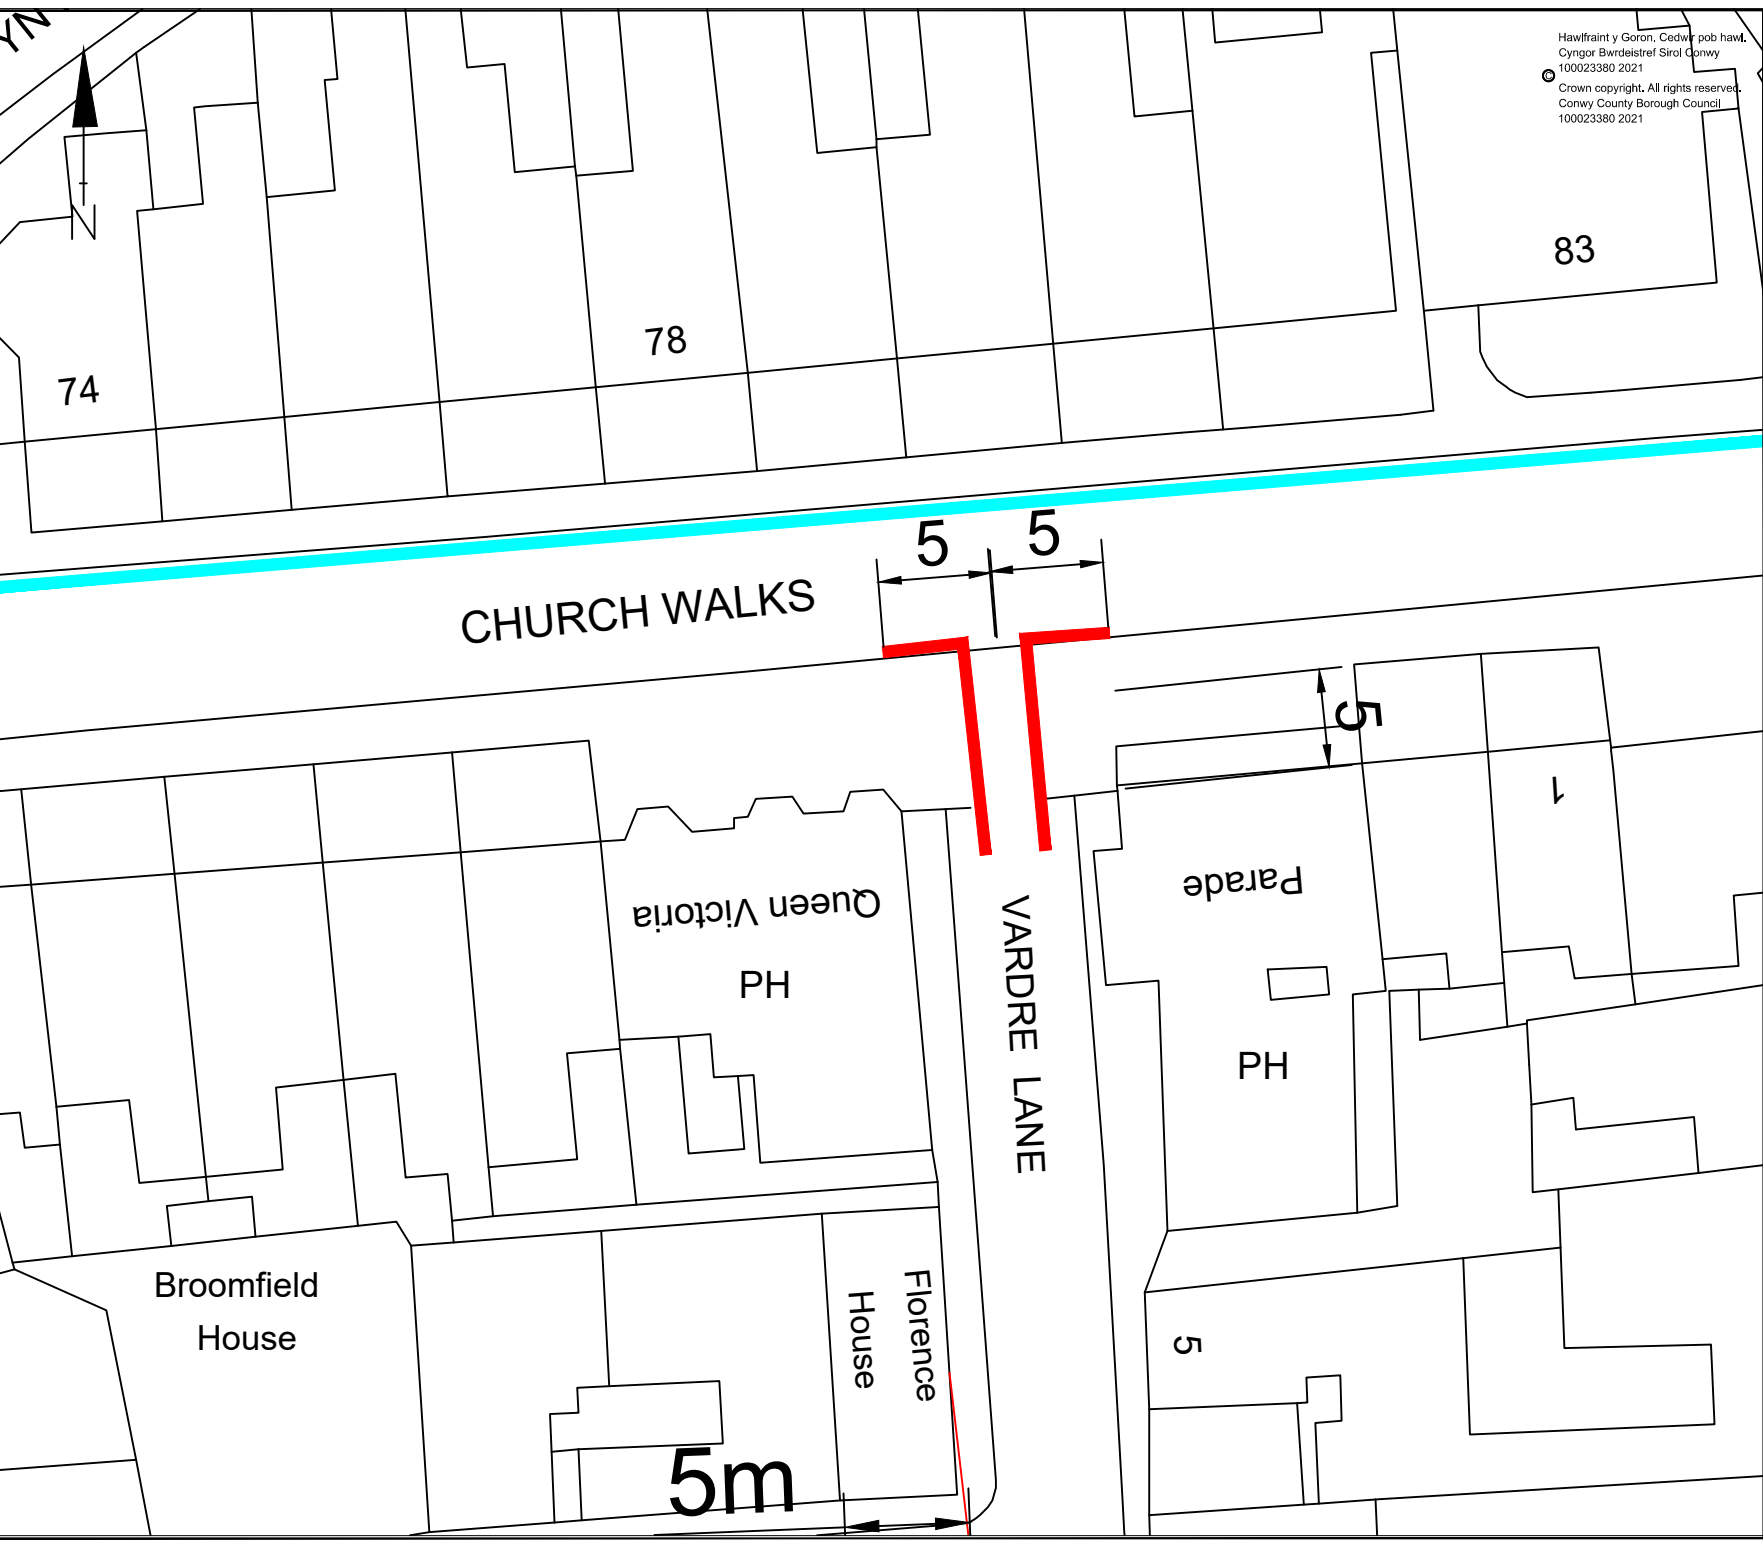 YN
Hawlfraint y Goron, Cedwir pob hawl.
Cyngor Bwrdeistref Sirol Conwy
100023380 2021
©
Crown copyright. All rights reserved.
Conwy County Borough Council
100023380 2021
N
83
78
74
5
5
CHURCH WALKS
5
1
Parade
Queen Victoria
PH
VARDRE LANE
PH
Broomfield
House
Florence
House
5
5m